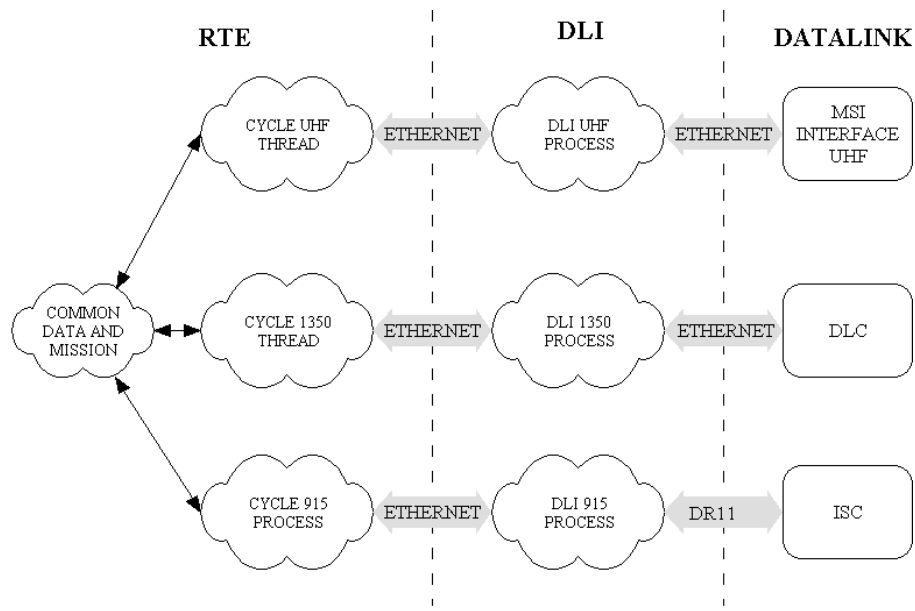 RTE
DLI
DATALINK
CYCLE UHF
THREAD
ETHERNET
DLI UHF
PROCESS
ETHERNET
MSI
INTERFACE
UHF
COMMON
DATA AND
MISSION
CYCLE 1350
THREAD
ETHERNET
DLI 1350
PROCESS
ETHERNET
DLC
CYCLE 915
PROCESS
ETHERNET
DLI 915
PROCESS
DR11
ISC